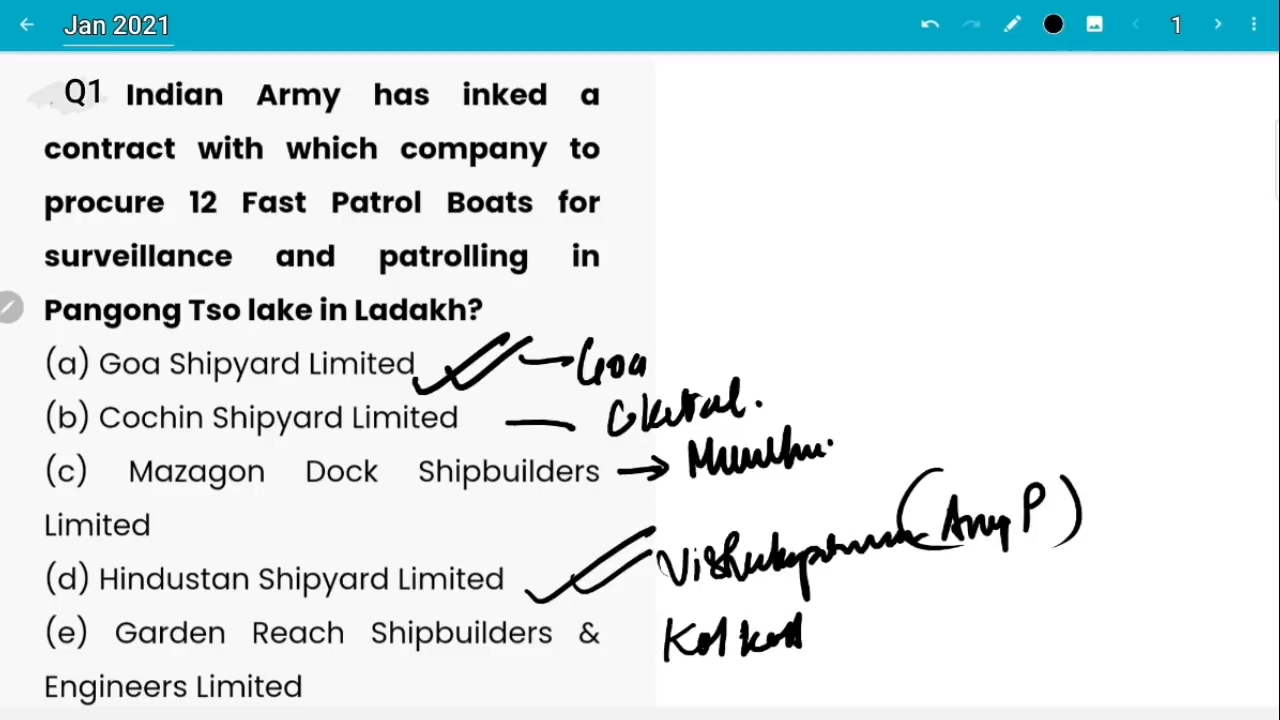 Jan 2021
1
Q1 Indian Army has inked a
contract with which company to
procure 12 Fast Patrol Boats for
surveillance and patrolling in
Pangong Tso lake in Ladakh?
(a) Goa Shipyard Limited Goa
(b) Cochin Shipyard Limited
(c) Mazagon Dock Shipbuilders
Limited
(d) Hindustan Shipyard Limited
(e) Garden Reach Shipbuilders &
Engineers Limited